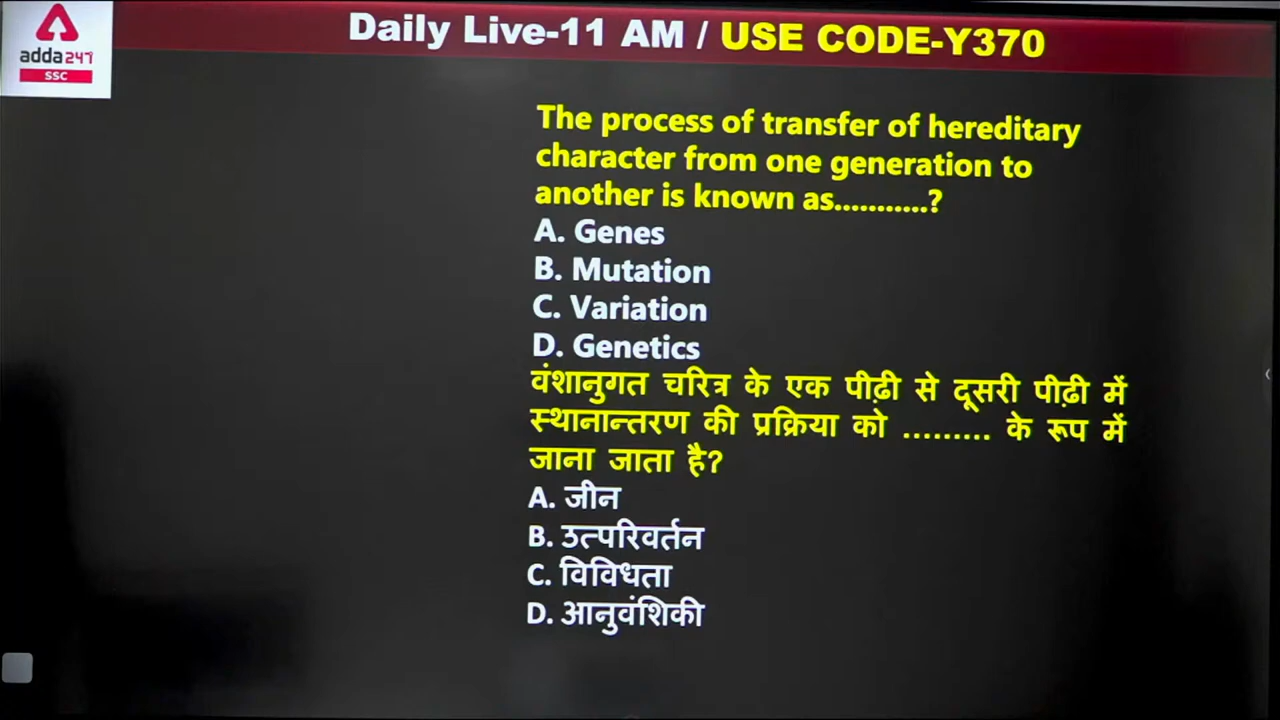 Daily Live-11 AM / USE CODE-Y370
adda247
SSC
The process of transfer of hereditary
character from one generation to
another is known as...........?
A. Genes
B. Mutation
C. Variation
D. Genetics
वंशानुगत चरित्र के एक पीढ़ी से दूसरी पीढ़ी में
स्थानान्तरण की प्रक्रिया को ......... के रूप में
जाना जाता है?
A. जीन
B. उत्परिवर्तन
C. विविधता
D. आनुवंशिकी